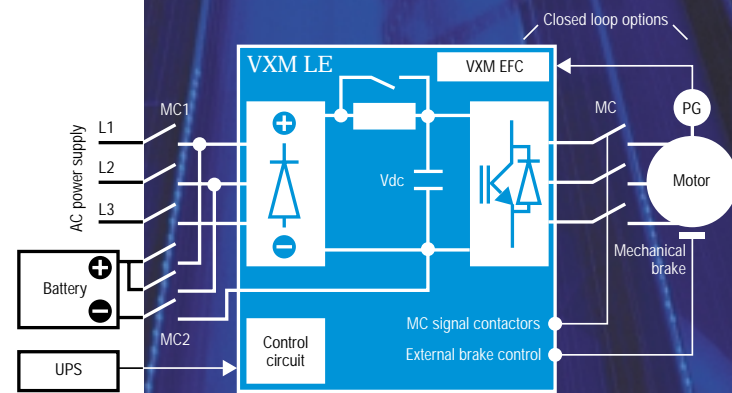 Closed loop options
VXM LE
VXM EFC
MC1
MC
PG
AC power supply
L1
L2
L3
Vdc
Motor
Mechanical
brake
Battery
MC2
MC signal contactors
External brake control
Control
circuit
UPS